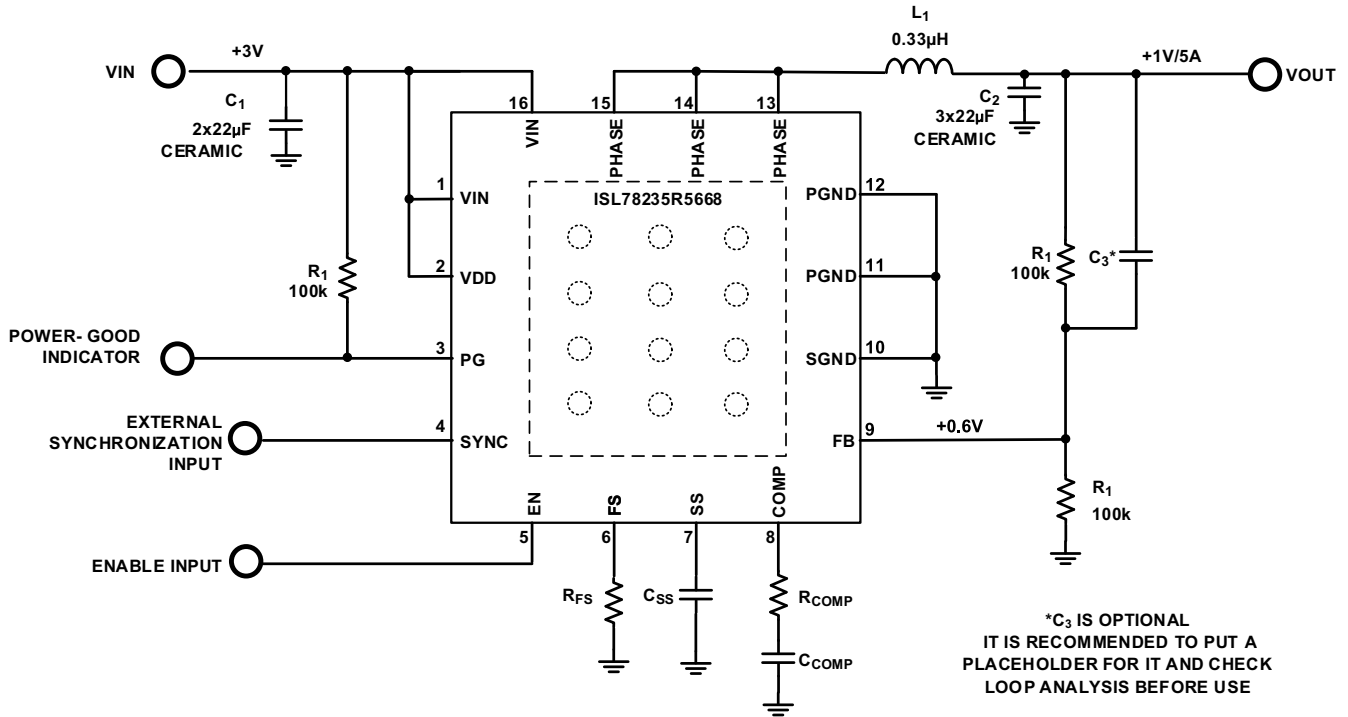 L1
0.33µH
VIN
+3V
+1V/5A
VOUT
C1
2x22µF
CERAMIC
C2
3x22µF
CERAMIC
16
15
14
13
VIN
PHASE
PHASE
PHASE
ISL78235R5668
1
VIN
PGND
12
2
VDD
PGND
11
R1
100k
R1
100k
C3*
POWER- GOOD
INDICATOR
3
PG
SGND
10
EXTERNAL
SYNCHRONIZATION
INPUT
4
SYNC
FB
9
+0.6V
EN
FS
SS
COMP
R1
100k
5
6
7
8
ENABLE INPUT
RFS
CSS
RCOMP
CCOMP
*C3 IS OPTIONAL
IT IS RECOMMENDED TO PUT A
PLACEHOLDER FOR IT AND CHECK
LOOP ANALYSIS BEFORE USE